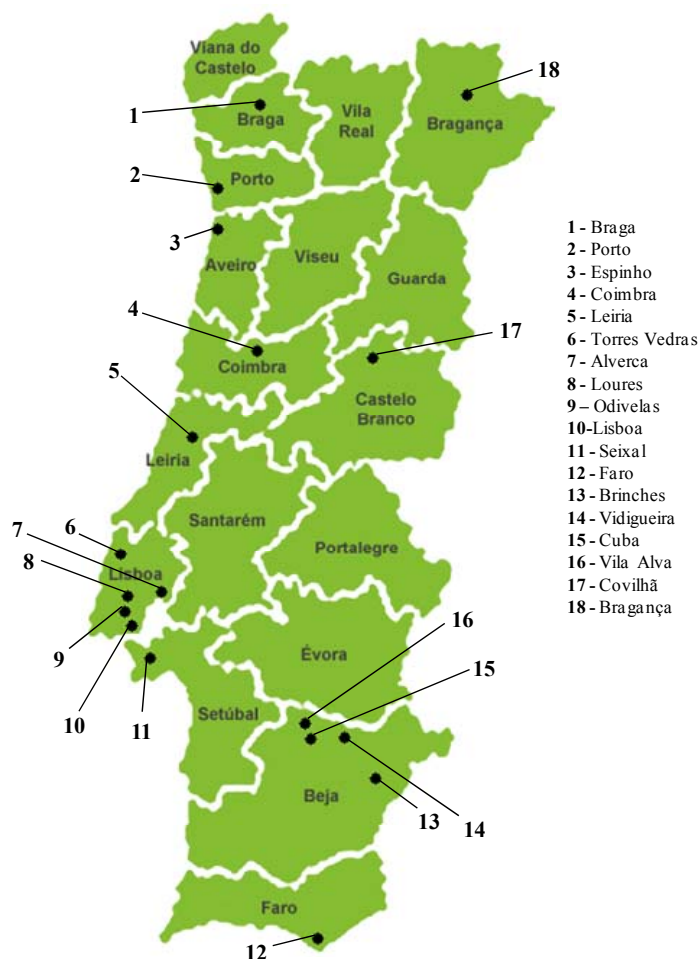 Viana do
Castelo
18
1
Braga
Vila
Real
Bragança
2
Porto
3
Aveiro
Viseu
Guarda
1 - Braga
2 - Porto
3 - Espinho
4 - Coimbra
5 - Leiria
6 - Torres Vedras
7 - Alverca
8 - Loures
9 – Odivelas
10-Lisboa
11 - Seixal
12 - Faro
13 - Brinches
14 - Vidigueira
15 - Cuba
16 - Vila Alva
17 - Covilhã
18 - Bragança
4
17
Coimbra
5
Castelo
Branco
Leiria
Santarém
7
6
Portalegre
8
Lisboa
16
9
Évora
15
10
11
Setúbal
Beja
13
14
Faro
12